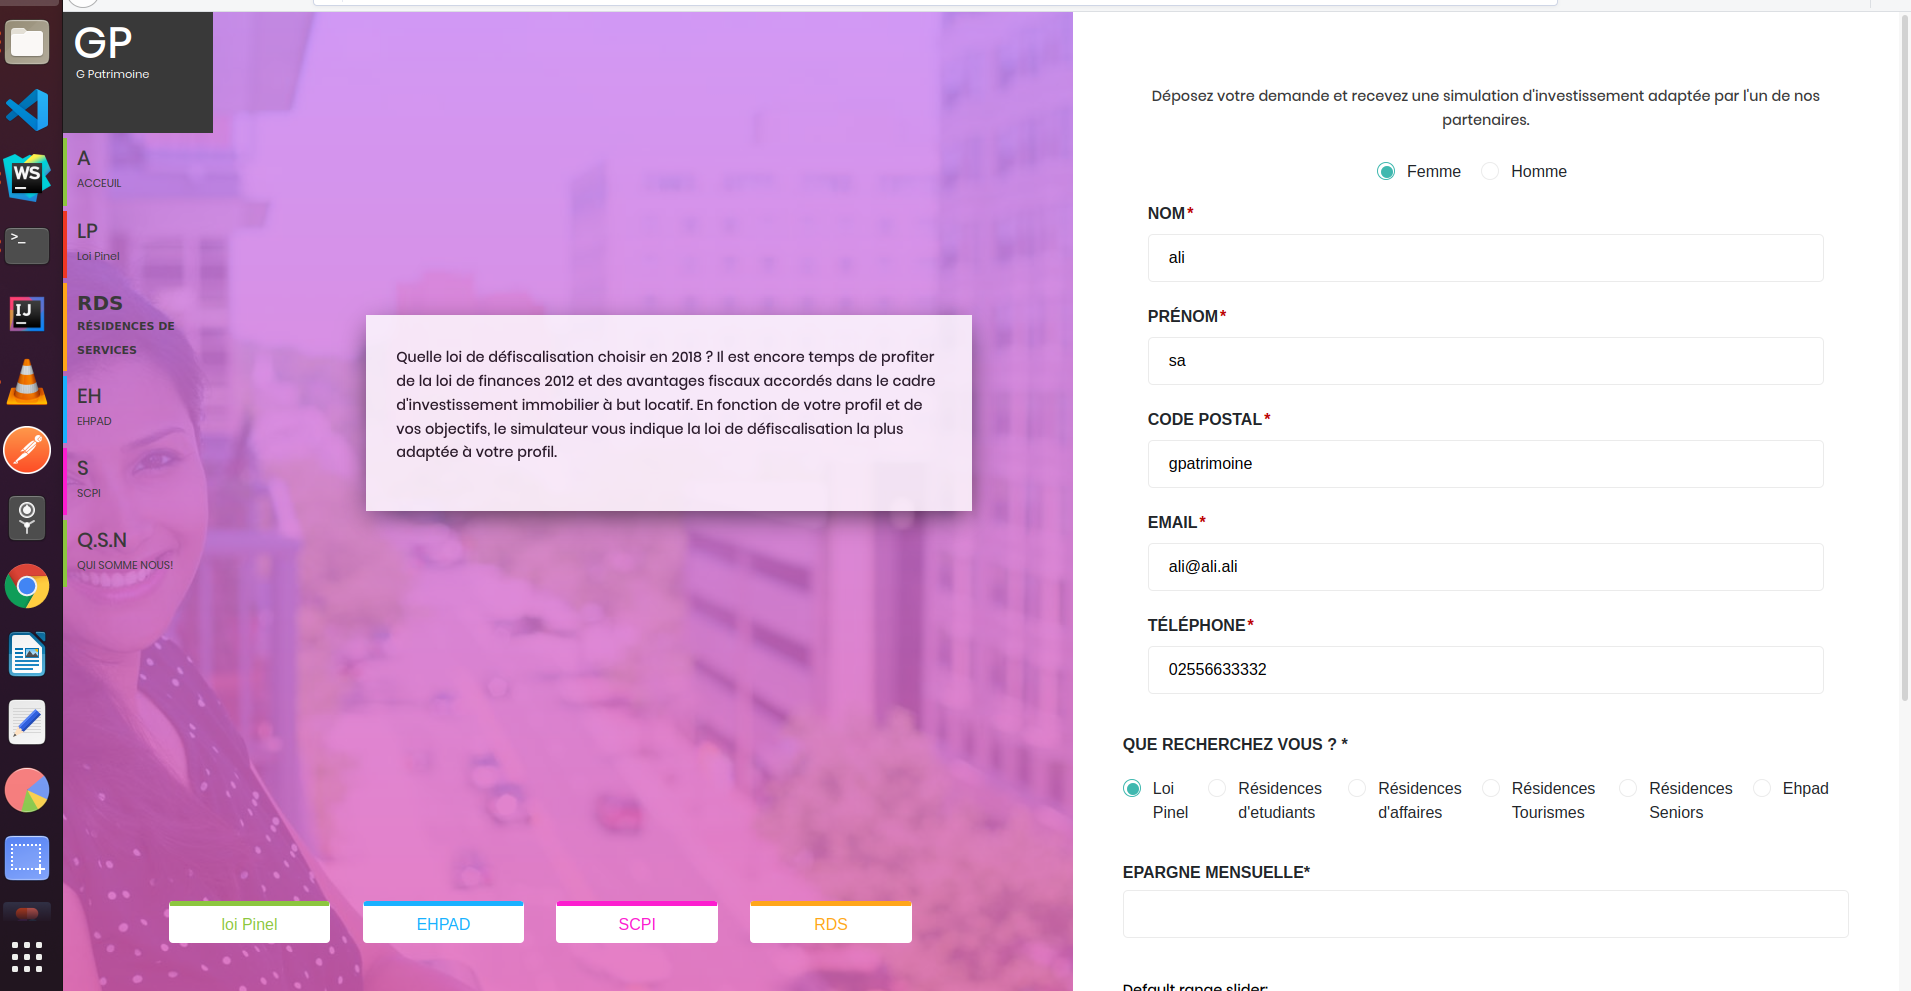 GP
G Patrimoine
A
ACCEUIL
LP
Loi Pinel
RDS
RÉSIDENCES DE
SERVICES
EH
EHPAD
S
SCPI
Q.S.N
QUI SOMME NOUS!
Quelle loi de défiscalisation choisir en 2018 ? Il est encore temps de profiter
de la loi de finances 2012 et des avantages fiscaux accordés dans le cadre
d'investissement immobilier à but locatif. En fonction de votre profil et de
vos objectifs, le simulateur vous indique la loi de défiscalisation la plus
adaptée à votre profil.
loi Pinel
EHPAD
SCPI
RDS
Déposez votre demande et recevez une simulation d'investissement adaptée par l'un de nos
partenaires.
Femme Homme
NOM*
ali
PRÉNOM*
sa
CODE POSTAL*
gpatrimoine
EMAIL*
ali@ali.ali
TÉLÉPHONE*
02556633332
QUE RECHERCHEZ VOUS ? *
Loi
Pinel
Résidences
d'etudiants
Résidences
d'affaires
Résidences
Tourismes
Résidences
Seniors
Ehpad
EPARGNE MENSUELLE*
Default range slider:
WS
>_
IJ